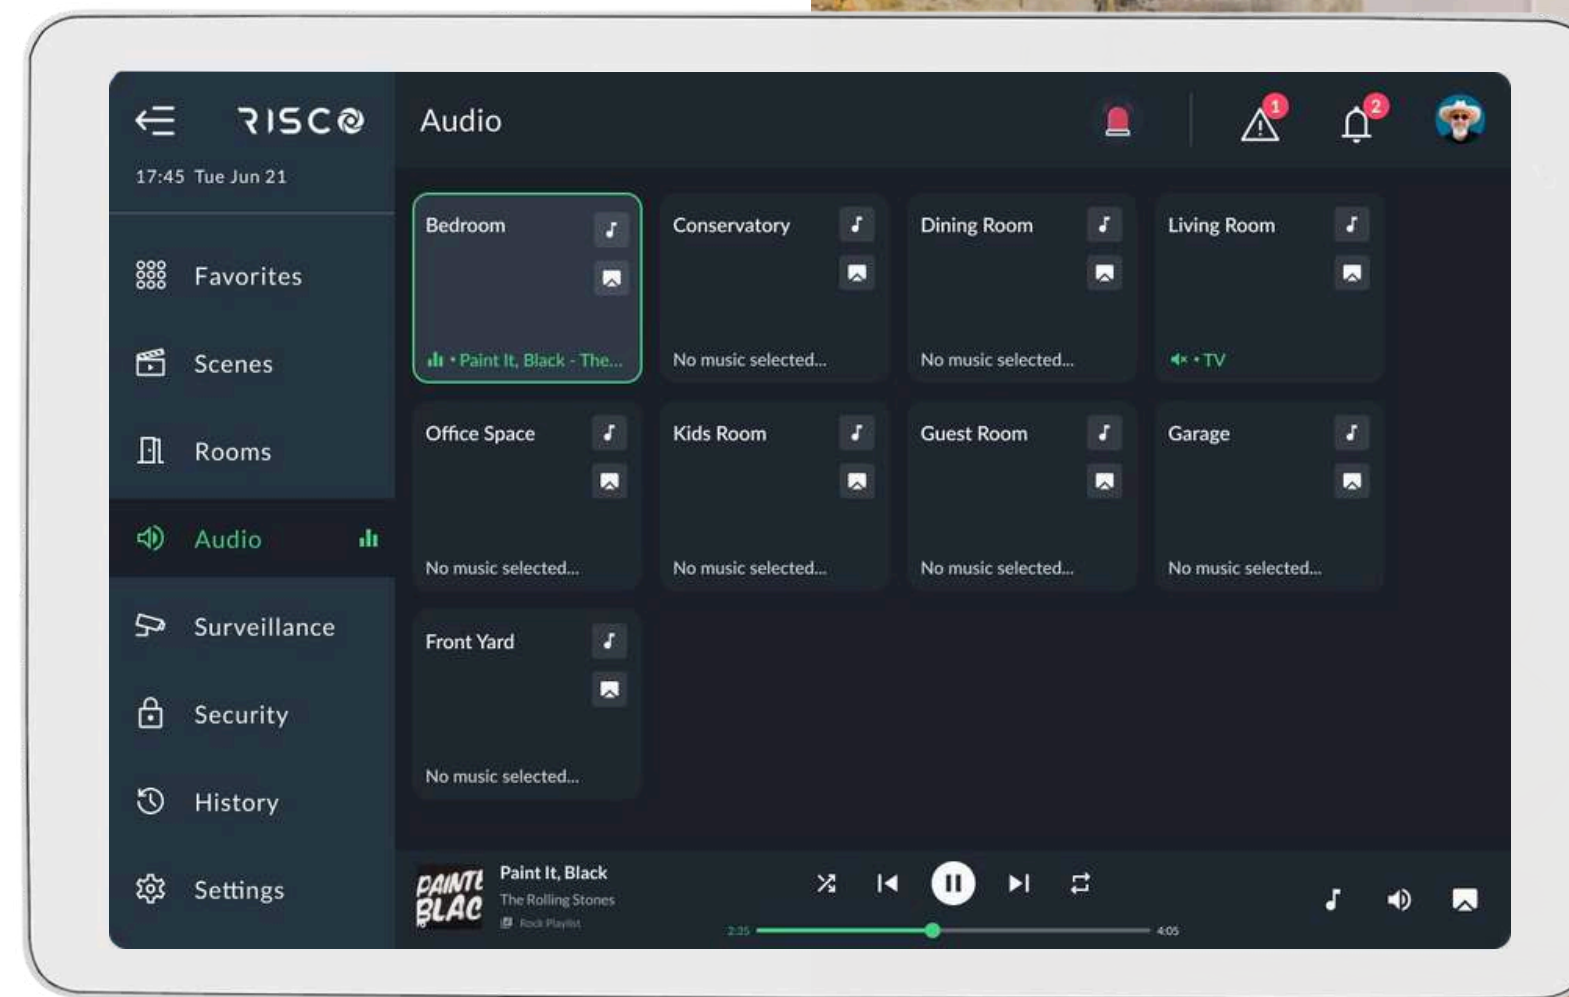 RISCO
Audio
1
2
17:45 Tue Jun 21
Favorites
Scenes
Rooms
Audio
Surveillance
Security
History
Settings
Bedroom
• Paint It, Black - The...
Conservatory
No music selected...
Dining Room
No music selected...
Living Room
• TV
Office Space
No music selected...
Kids Room
No music selected...
Guest Room
No music selected...
Garage
No music selected...
Front Yard
No music selected...
PAINTE
BLAC
Paint It, Black
The Rolling Stones
Rock Playlist
2:35
4:05